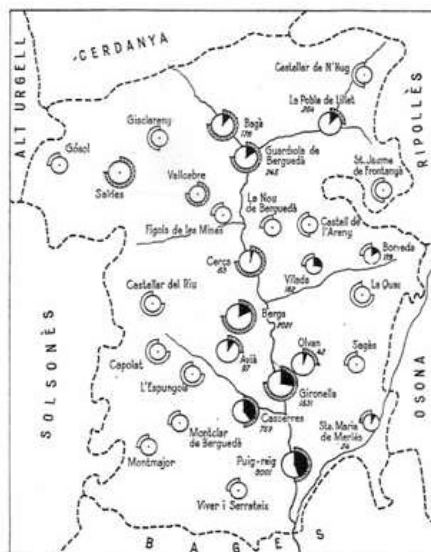 CERDANYA
ALT URGELL
RIPOLLÈS
Castellar de N'Hug
La Pobla de Lillet
204
Gisclareny
Bagà
Gósol
Guardiola de
Berguedà
St. Jaume
de Frontanyà
Saldes
Vallcebre
La Nou
de Berguedà
Castell de
l'Areny
Fígols de les Mines
Borredà
Cercs
Vilada
Castellar del Riu
La Quar
Berga
SOLSONÈS
Capolat
Avià
Olvan
Sagàs
L'Espunyola
Gironella
OSONA
Casserres
Montclar de
Berguedà
Sta. Maria
de Merlès
Montmajor
Puig-reig
Viver i Serrateix
BAGES